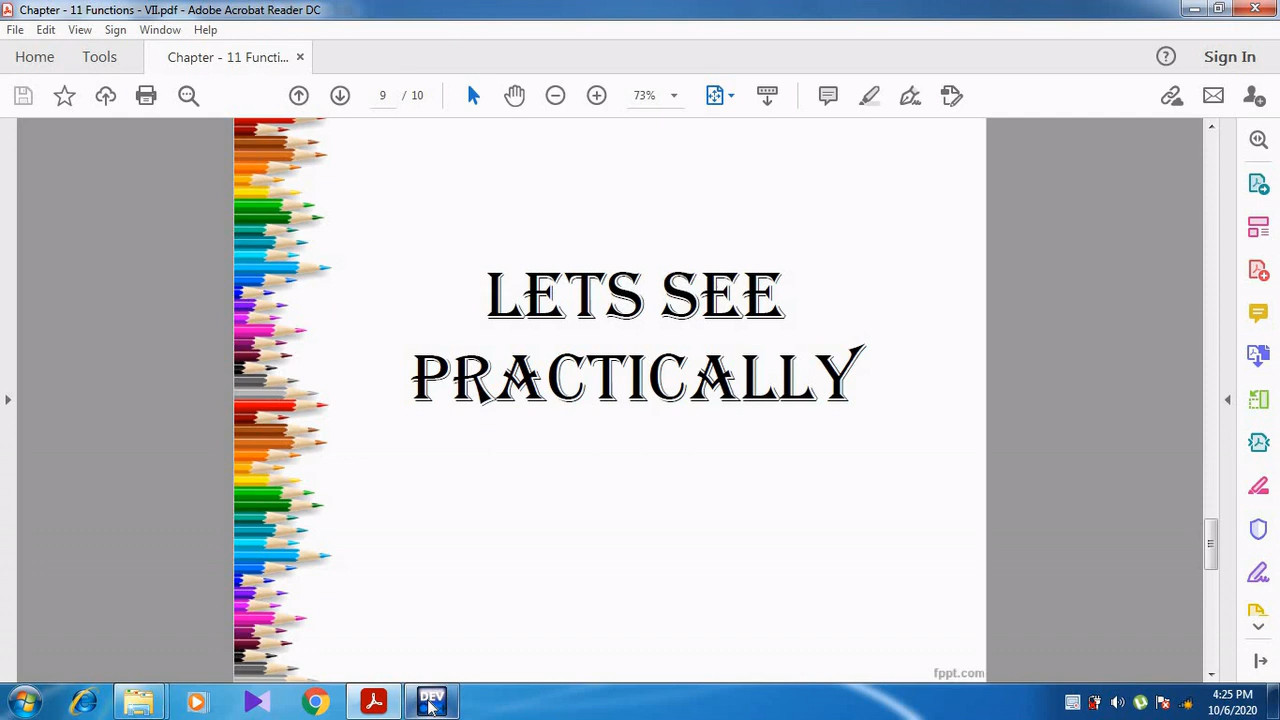 Chapter - 11 Functions - VII.pdf - Adobe Acrobat Reader DC
File Edit View Sign Window Help
Home Tools Chapter - 11 Functi... × Sign In
9 / 10 73%
LETS SEE
PRACTICALLY
fppt.com
DEV
4:25 PM
10/6/2020